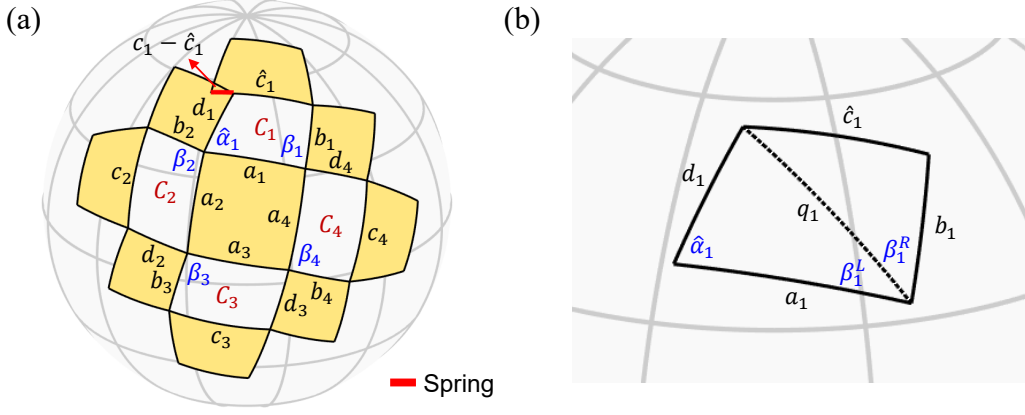 (a)
(b)
c₁ − ĉ₁
ĉ₁
d₁
C₁
b₂
α̂₁
β₁
b₁
d₄
β₂
a₁
c₂
C₂
a₂
a₄
C₄
c₄
a₃
d₂
b₃
β₃
β₄
C₃
d₃
b₄
c₃
Spring
ĉ₁
d₁
q₁
b₁
α̂₁
β₁ᴸ
β₁ᴿ
a₁